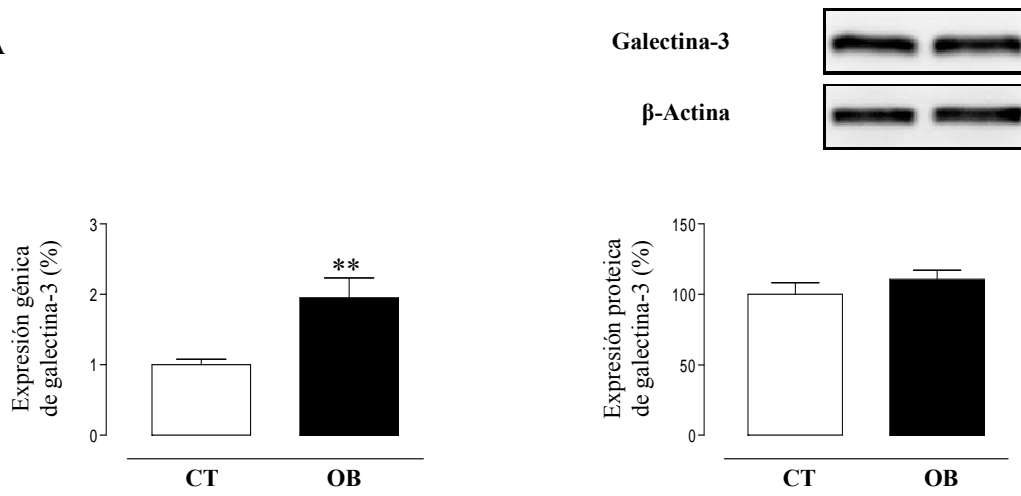 A
Galectina-3
β-Actina
Expresión génica
de galectina-3 (%)
3
2
1
0
**
CT
OB
Expresión proteica
de galectina-3 (%)
150
100
50
0
CT
OB